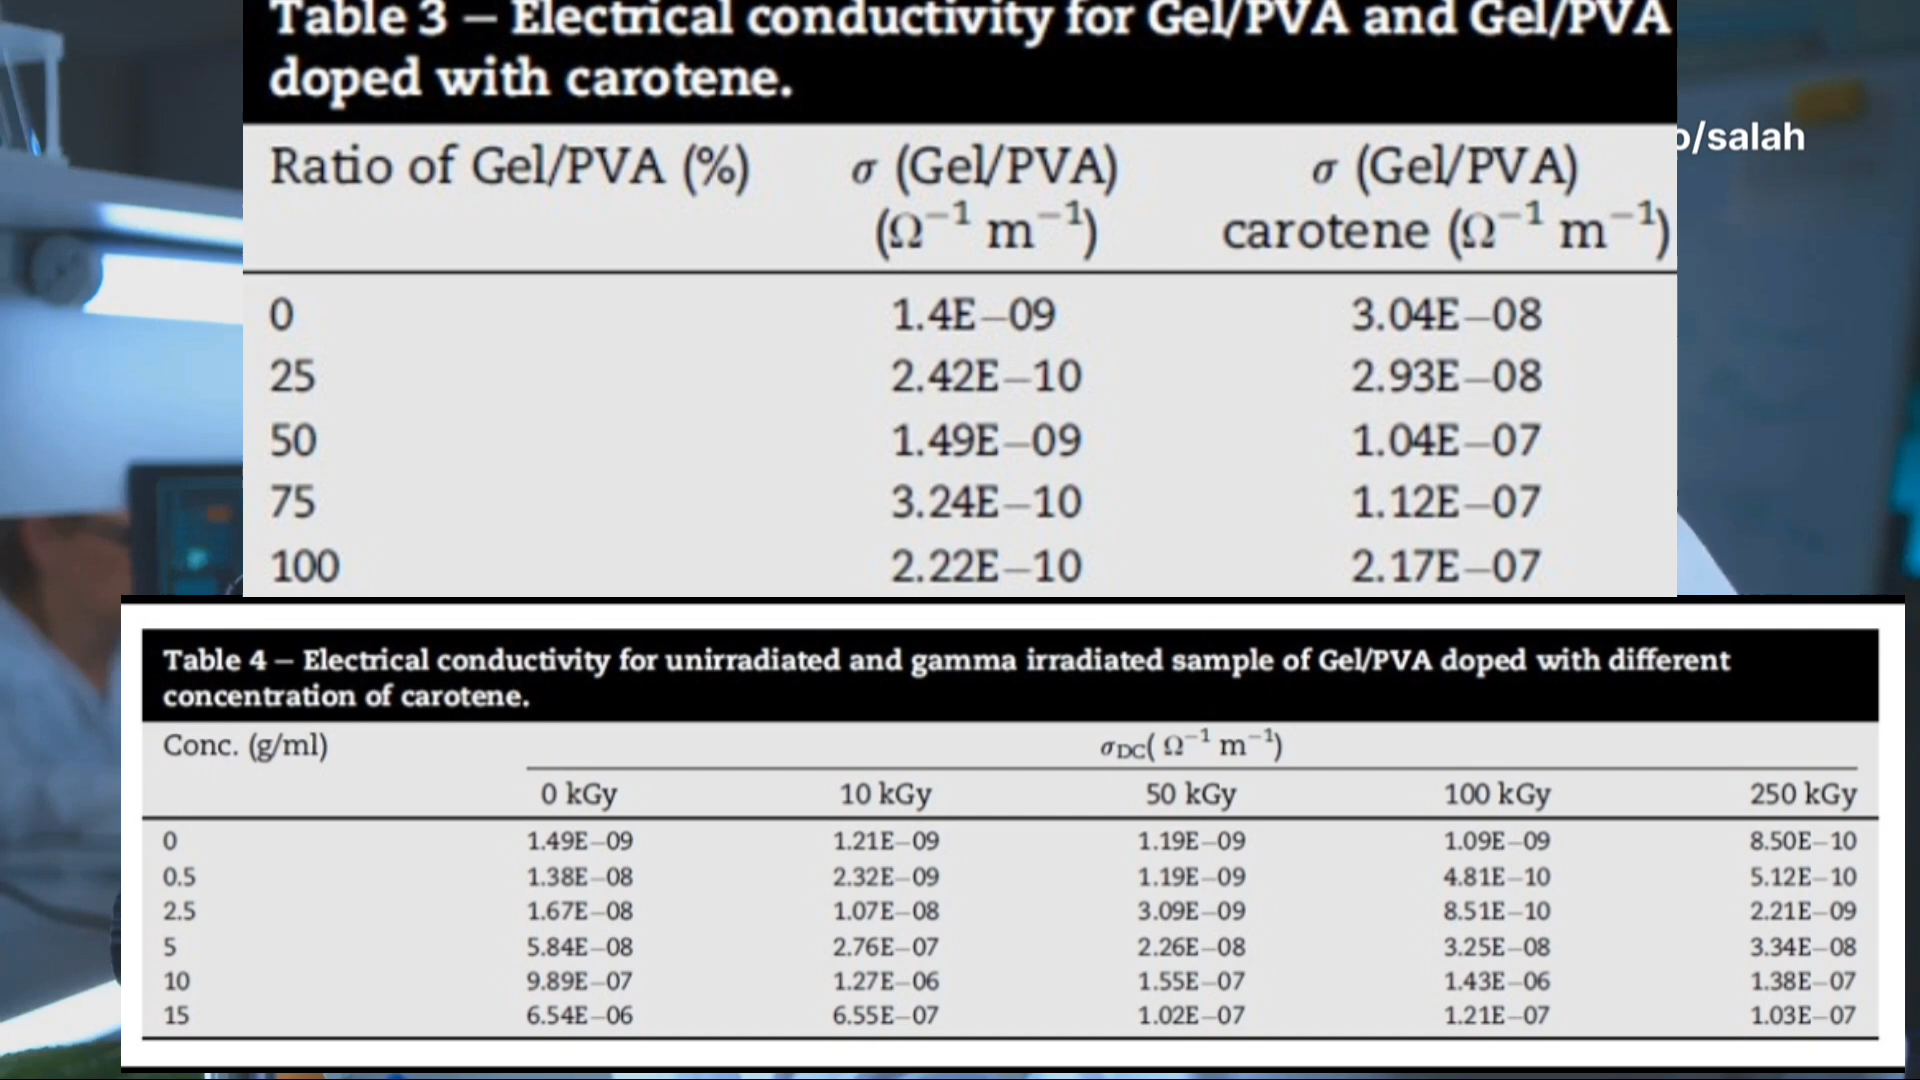 Table 3 – Electrical conductivity for Gel/PVA and Gel/PVA
doped with carotene.
/salah
Ratio of Gel/PVA (%) σ (Gel/PVA) σ (Gel/PVA)
(Ω⁻¹ m⁻¹) carotene (Ω⁻¹ m⁻¹)
0 1.4E–09 3.04E–08
25 2.42E–10 2.93E–08
50 1.49E–09 1.04E–07
75 3.24E–10 1.12E–07
100 2.22E–10 2.17E–07
Table 4 – Electrical conductivity for unirradiated and gamma irradiated sample of Gel/PVA doped with different
concentration of carotene.
Conc. (g/ml) σDC( Ω⁻¹ m⁻¹)
0 kGy 10 kGy 50 kGy 100 kGy 250 kGy
0 1.49E–09 1.21E–09 1.19E–09 1.09E–09 8.50E–10
0.5 1.38E–08 2.32E–09 1.19E–09 4.81E–10 5.12E–10
2.5 1.67E–08 1.07E–08 3.09E–09 8.51E–10 2.21E–09
5 5.84E–08 2.76E–07 2.26E–08 3.25E–08 3.34E–08
10 9.89E–07 1.27E–06 1.55E–07 1.43E–06 1.38E–07
15 6.54E–06 6.55E–07 1.02E–07 1.21E–07 1.03E–07